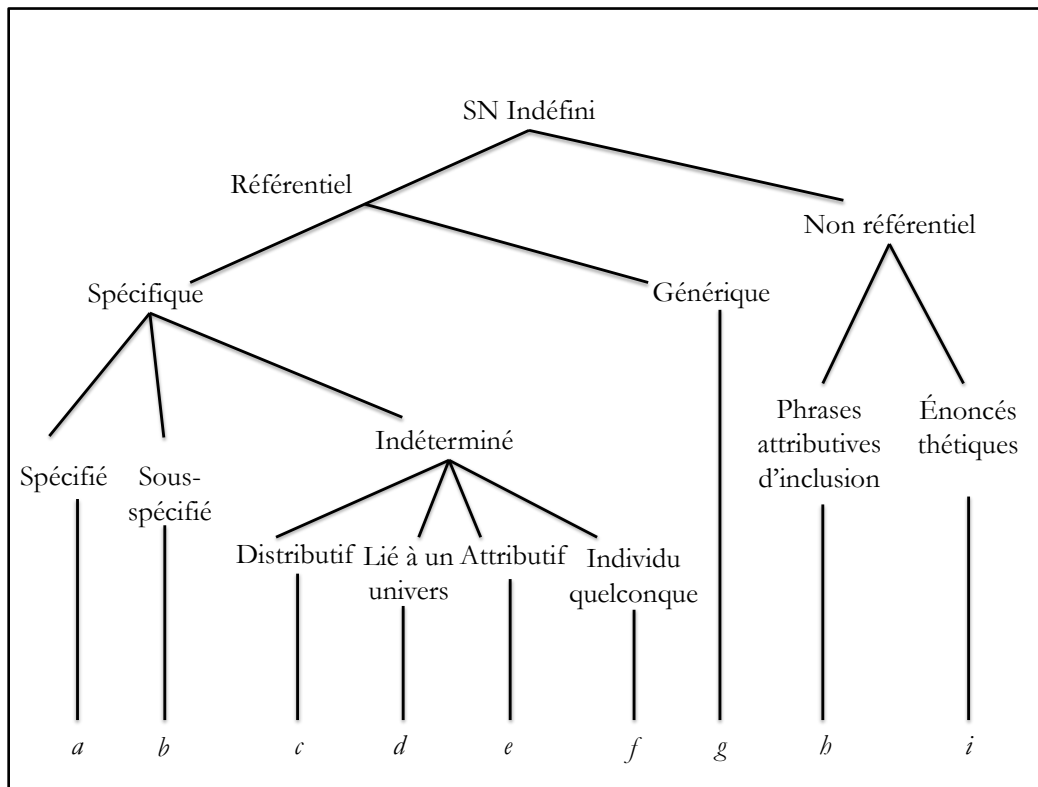 SN Indéfini
Référentiel
Non référentiel
Spécifique
Générique
Phrases
attributives
d’inclusion
Énoncés
thétiques
Indéterminé
Spécifié
Sous-
spécifié
Distributif
Lié à un
univers
Attributif
Individu
quelconque
a b c d e f g h i